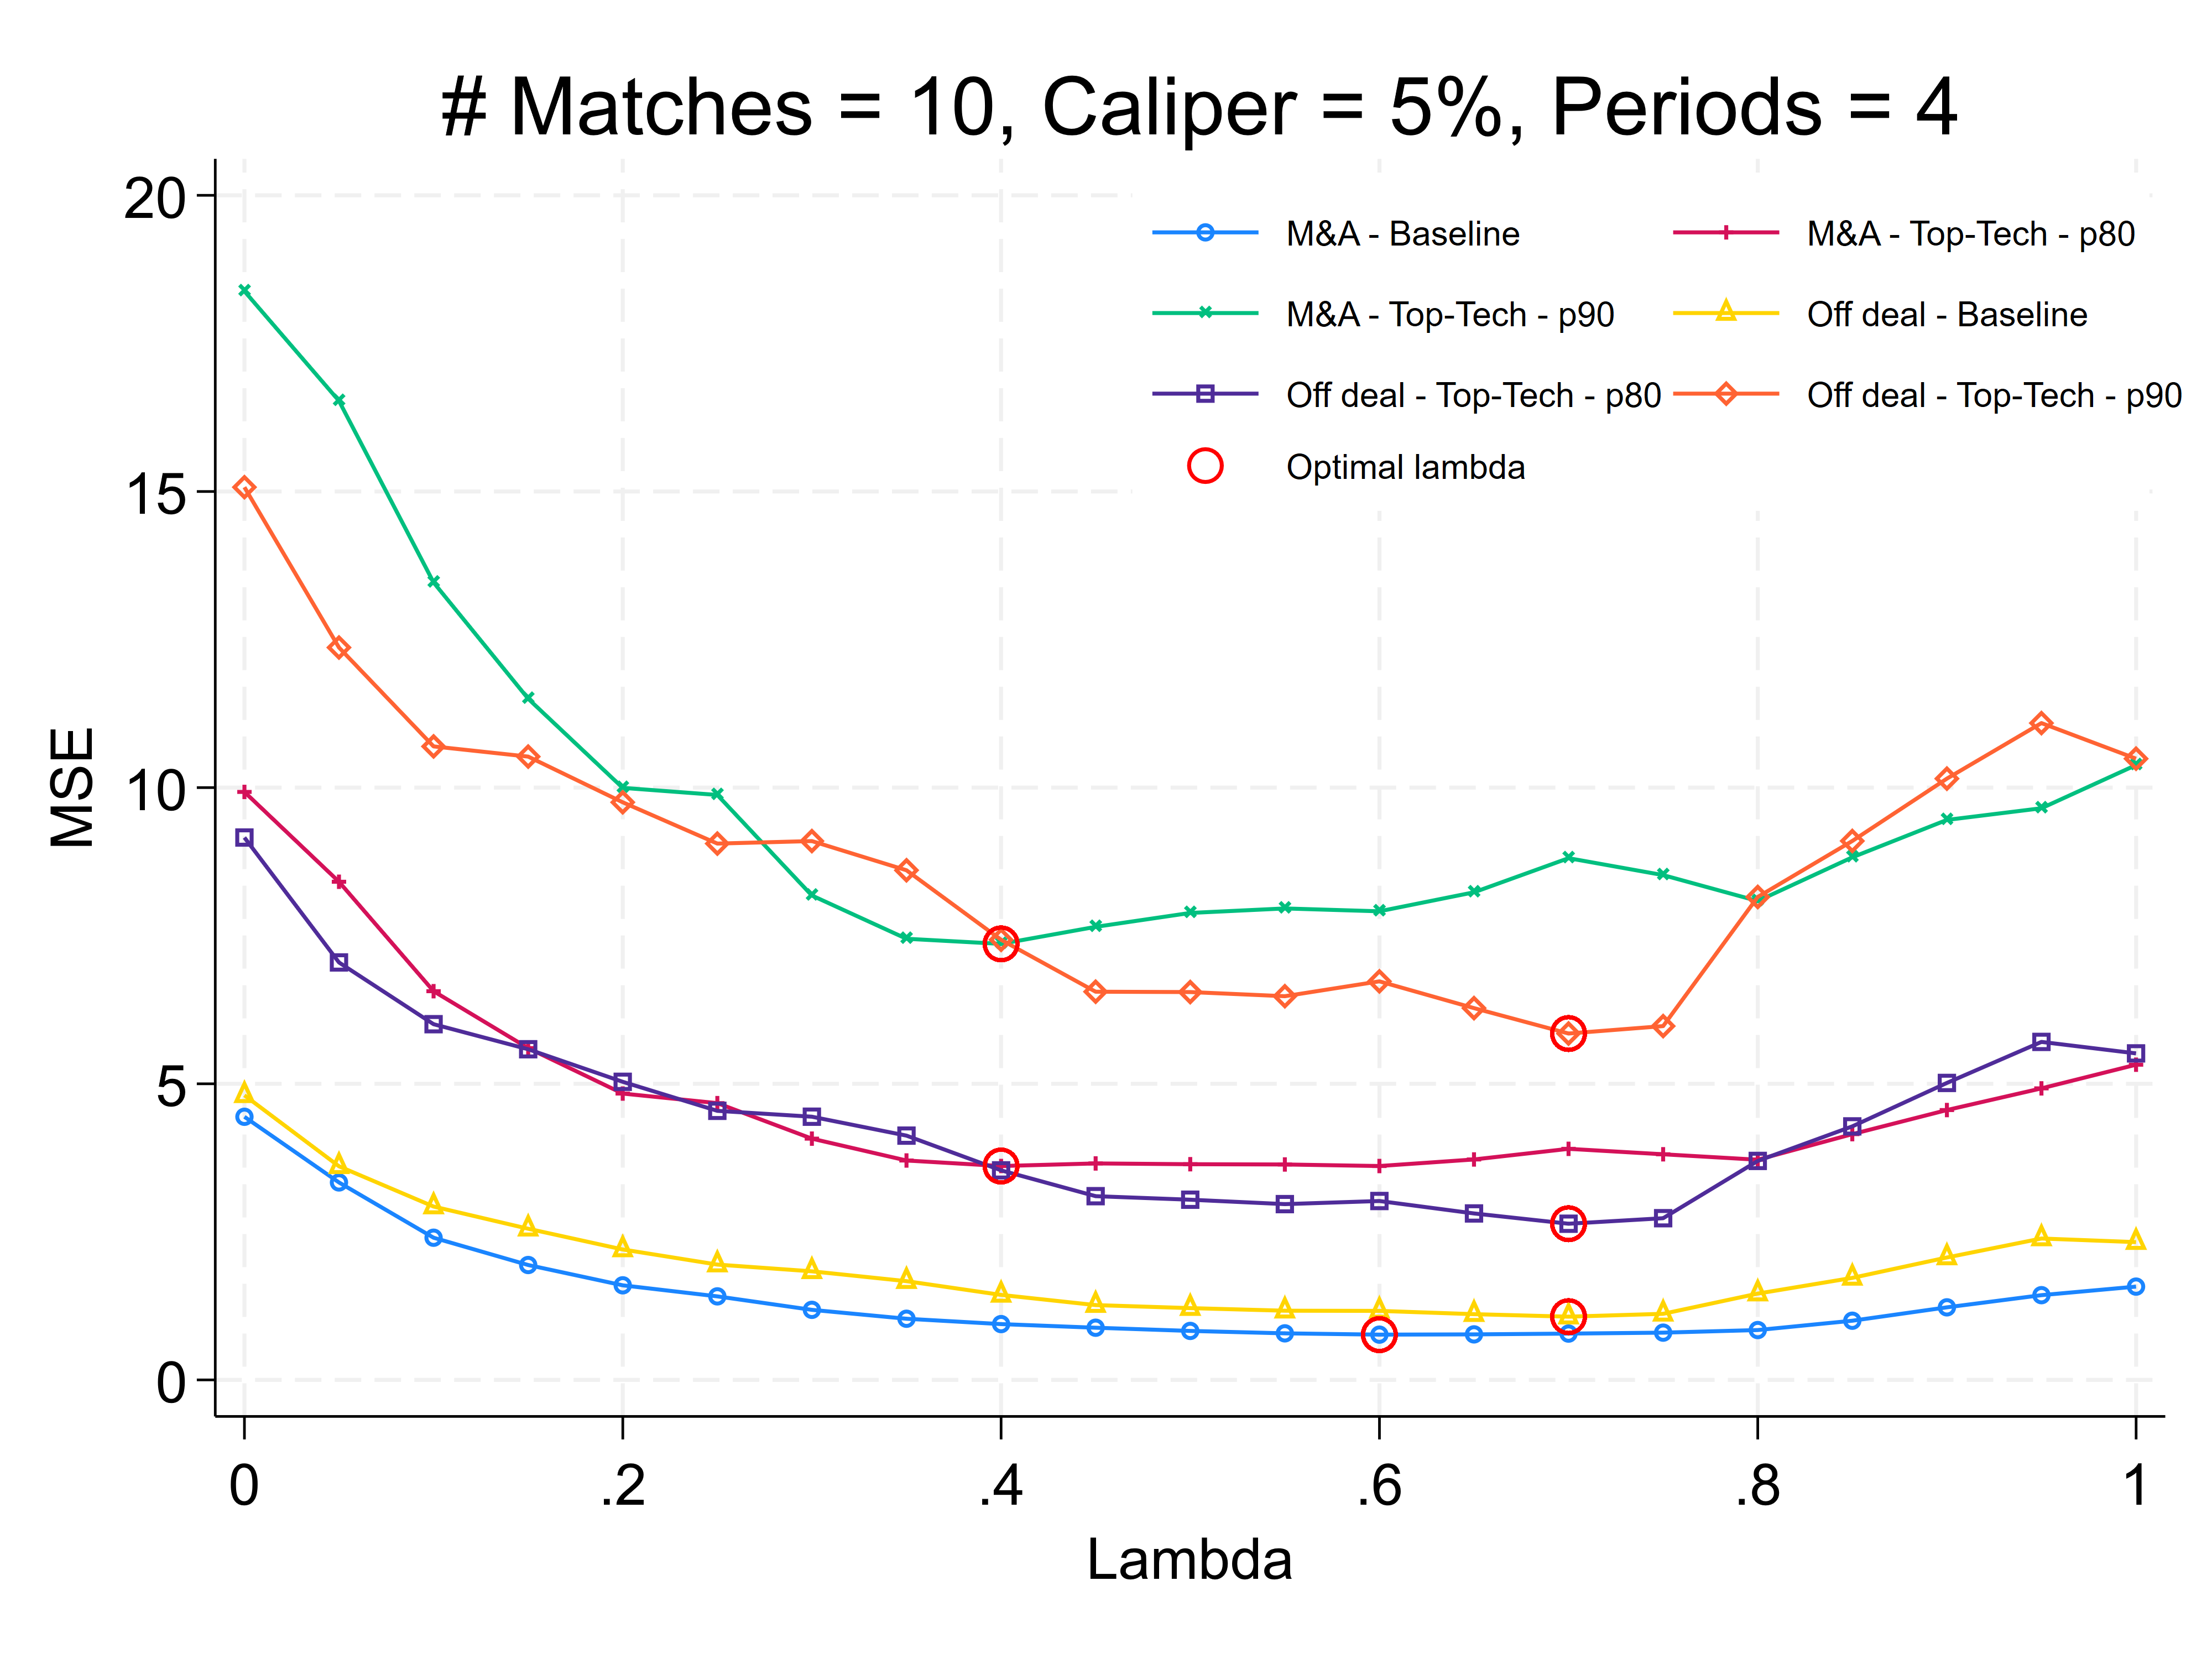 # Matches = 10, Caliper = 5%, Periods = 4
M&A - Baseline
M&A - Top-Tech - p80
M&A - Top-Tech - p90
Off deal - Baseline
Off deal - Top-Tech - p80
Off deal - Top-Tech - p90
Optimal lambda
MSE
20
15
10
5
0
0 .2 .4 .6 .8 1
Lambda